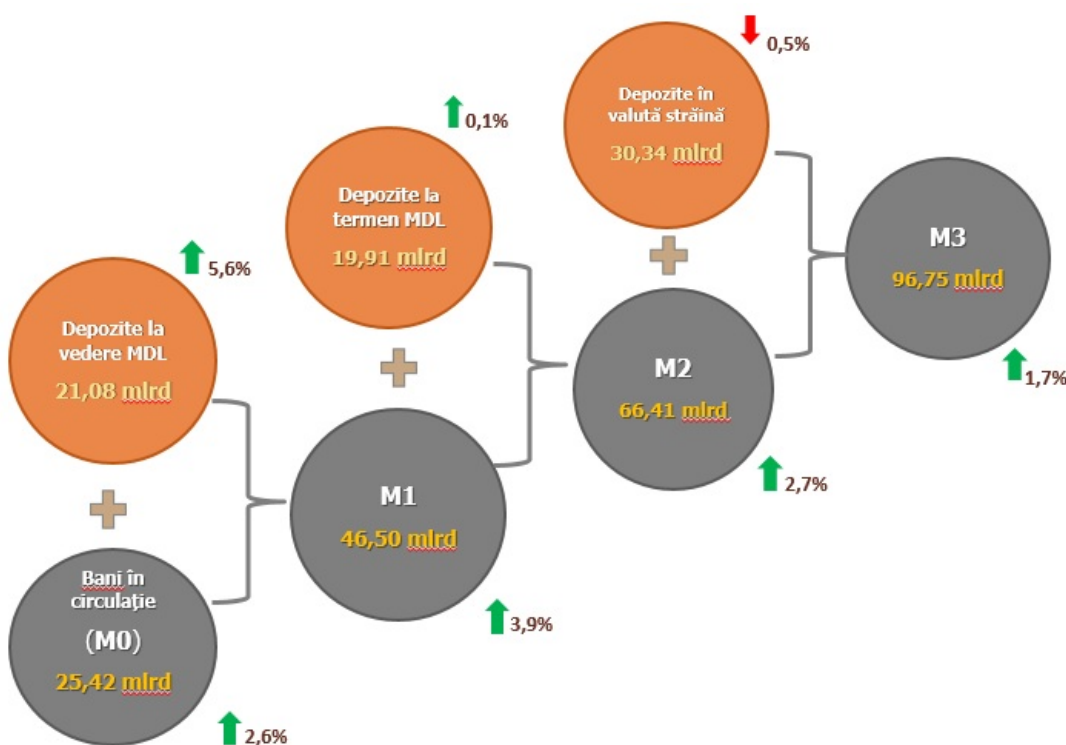 0,5%
Depozite în
valută străină
30,34 mlrd
0,1%
Depozite la
termen MDL
19,91 mlrd
M3
96,75 mlrd
5,6%
Depozite la
vedere MDL
21,08 mlrd
M2
66,41 mlrd
1,7%
2,7%
M1
46,50 mlrd
Bani în
circulație
(M0)
25,42 mlrd
3,9%
2,6%